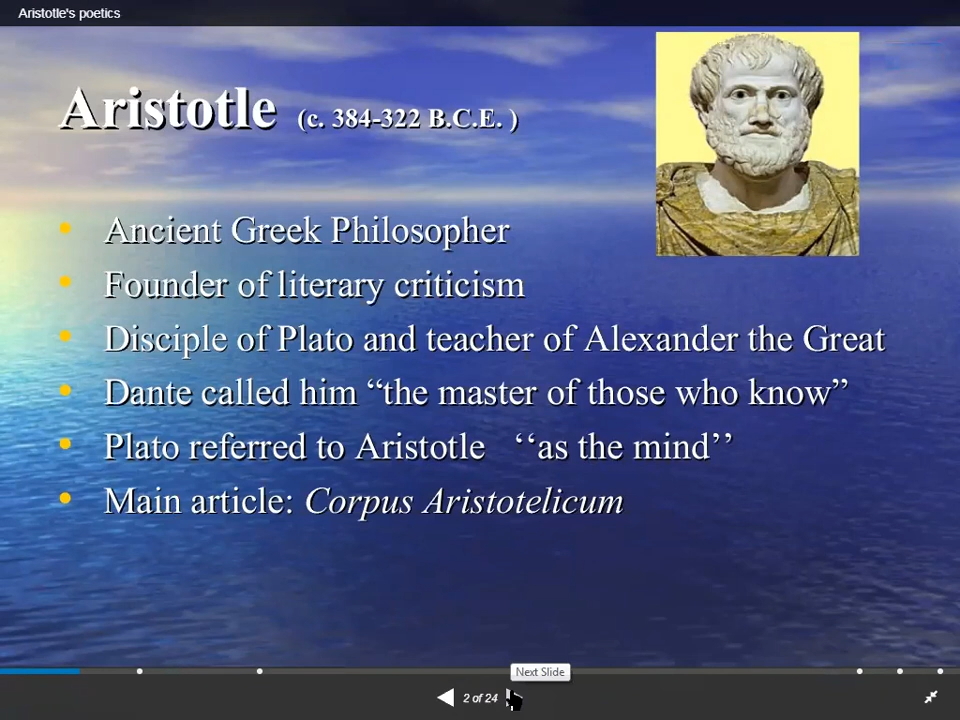 Aristotle's poetics
Aristotle (c. 384-322 B.C.E. )
• Ancient Greek Philosopher
• Founder of literary criticism
• Disciple of Plato and teacher of Alexander the Great
• Dante called him “the master of those who know”
• Plato referred to Aristotle ‘‘as the mind’’
• Main article: Corpus Aristotelicum
Next Slide
2 of 24